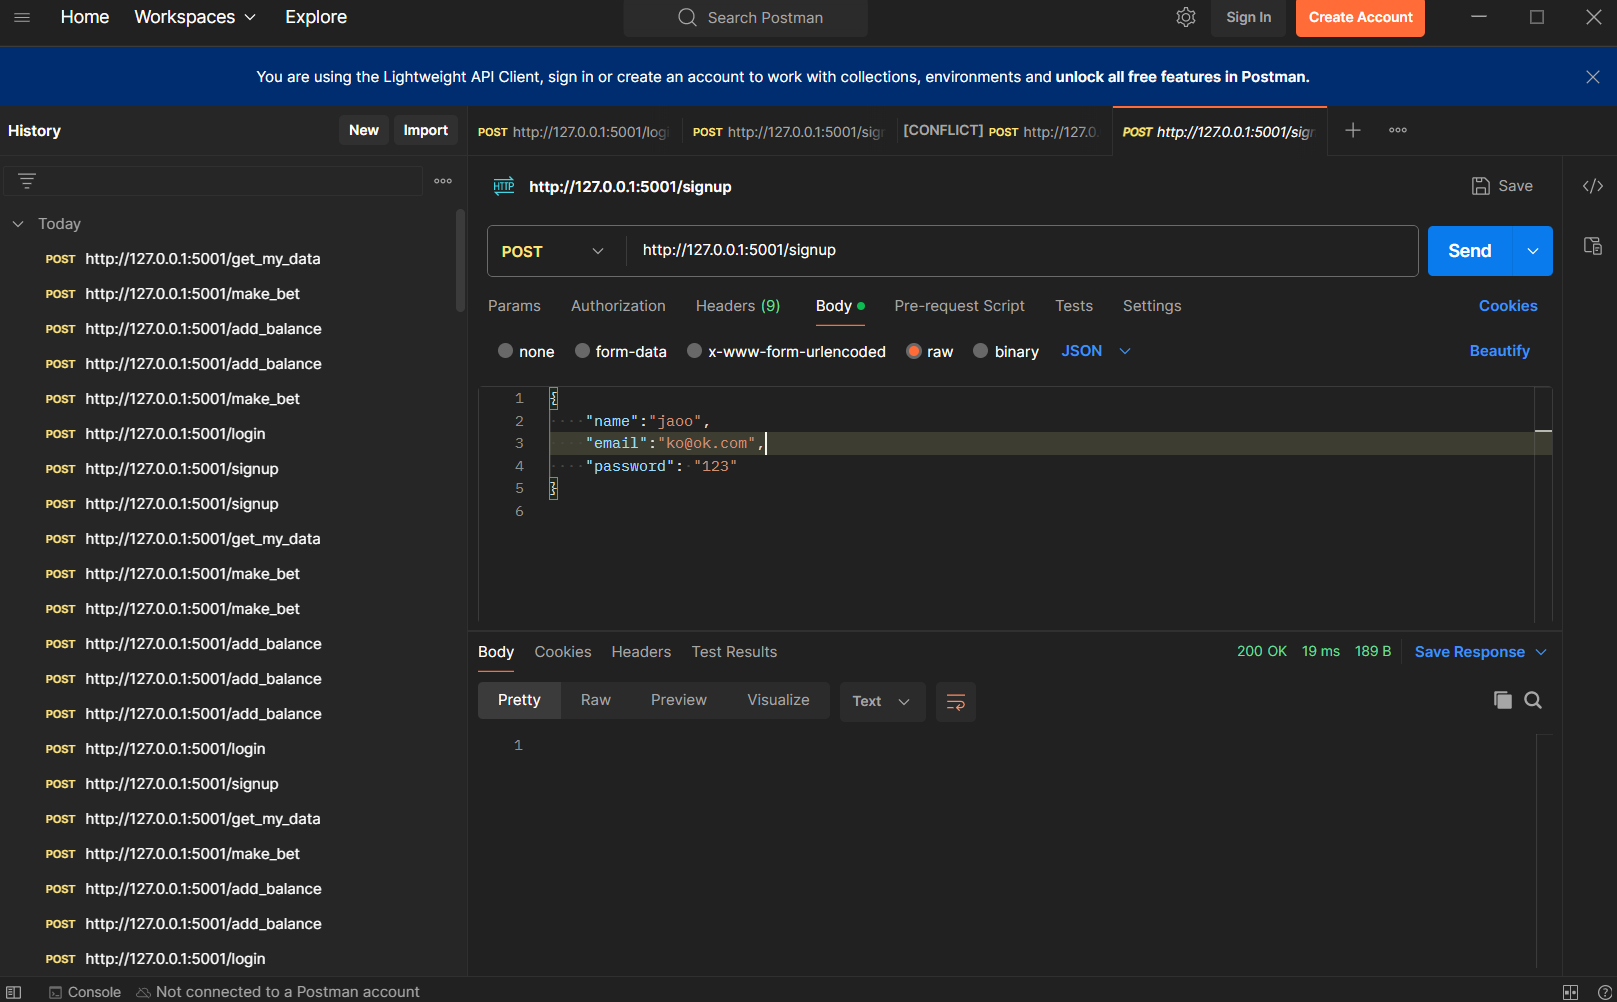 Home Workspaces Explore Search Postman Sign In Create Account
You are using the Lightweight API Client, sign in or create an account to work with collections, environments and unlock all free features in Postman.
History New Import
POST http://127.0.0.1:5001/logi POST http://127.0.0.1:5001/sigr [CONFLICT] POST http://127.0. POST http://127.0.0.1:5001/sigr
HTTP http://127.0.0.1:5001/signup Save
Today
POST http://127.0.0.1:5001/get_my_data
POST http://127.0.0.1:5001/make_bet
POST http://127.0.0.1:5001/add_balance
POST http://127.0.0.1:5001/add_balance
POST http://127.0.0.1:5001/make_bet
POST http://127.0.0.1:5001/login
POST http://127.0.0.1:5001/signup
POST http://127.0.0.1:5001/signup
POST http://127.0.0.1:5001/get_my_data
POST http://127.0.0.1:5001/make_bet
POST http://127.0.0.1:5001/make_bet
POST http://127.0.0.1:5001/add_balance
POST http://127.0.0.1:5001/add_balance
POST http://127.0.0.1:5001/add_balance
POST http://127.0.0.1:5001/login
POST http://127.0.0.1:5001/signup
POST http://127.0.0.1:5001/get_my_data
POST http://127.0.0.1:5001/make_bet
POST http://127.0.0.1:5001/add_balance
POST http://127.0.0.1:5001/add_balance
POST http://127.0.0.1:5001/login
POST http://127.0.0.1:5001/signup Send
Params Authorization Headers (9) Body Pre-request Script Tests Settings Cookies
none form-data x-www-form-urlencoded raw binary JSON Beautify
1 {
2 "name":"jaoo",
3 "email":"ko@ok.com",
4 "password": "123"
5 }
6
Body Cookies Headers Test Results 200 OK 19 ms 189 B Save Response
Pretty Raw Preview Visualize Text
1
Console Not connected to a Postman account